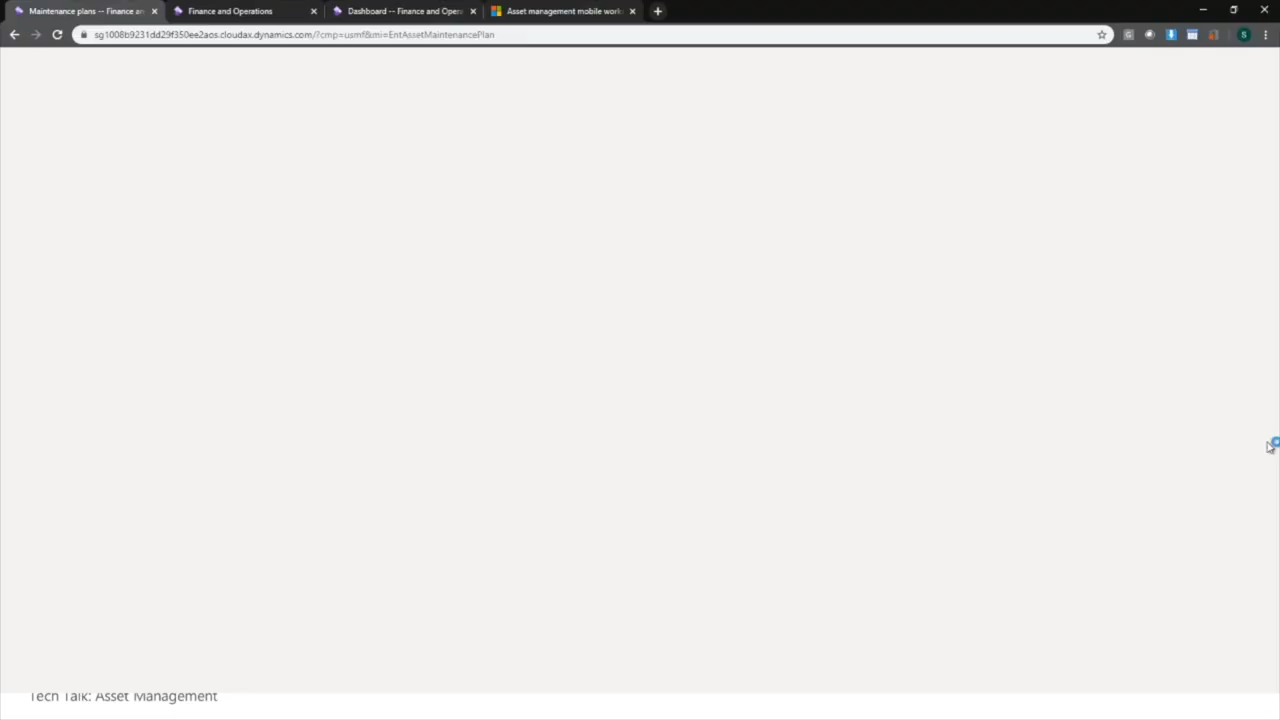 Maintenance plans -- Finance an
Finance and Operations
Dashboard -- Finance and Opera
Asset management mobile work
sg1008b9231dd29f350ee2aos.cloudax.dynamics.com/?cmp=usmf&mi=EntAssetMaintenancePlan
S
Tech Talk: Asset Management